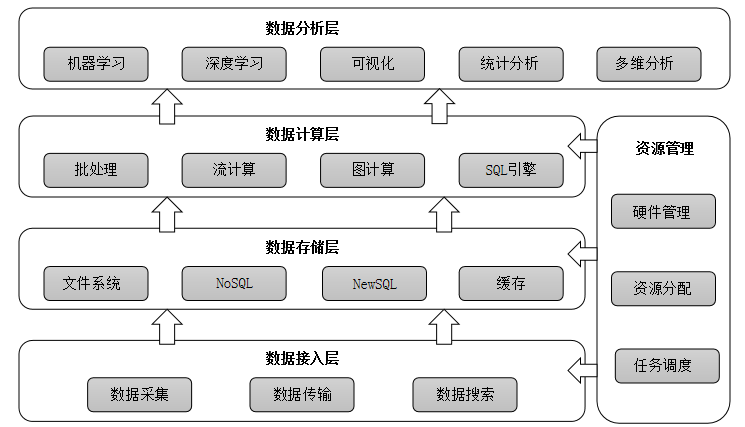 数据分析层
机器学习
深度学习
可视化
统计分析
多维分析
数据计算层
批处理
流计算
图计算
SQL引擎
数据存储层
文件系统
NoSQL
NewSQL
缓存
数据接入层
数据采集
数据传输
数据搜索
资源管理
硬件管理
资源分配
任务调度